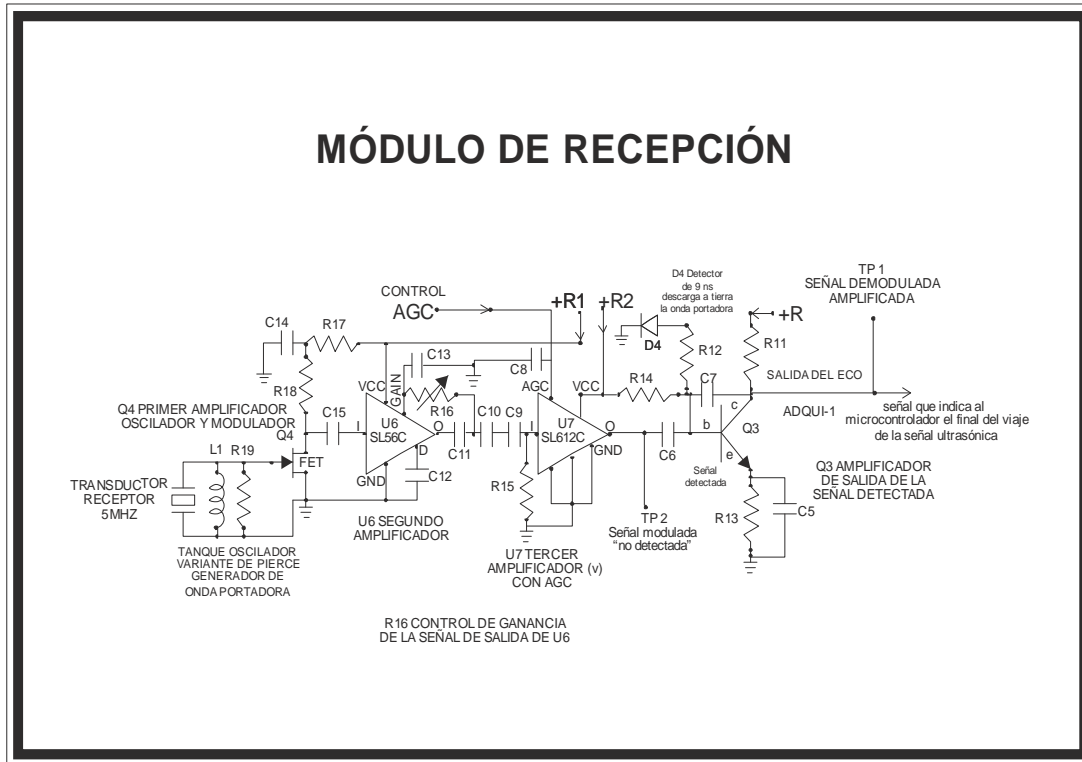 MÓDULO DE RECEPCIÓN
CONTROL
AGC
+R1
+R2
D4 Detector
de 9 ns
descarga a tierra
la onda portadora
TP 1
SEÑAL DEMODULADA
AMPLIFICADA
+R
C14
R17
C13
C8
D4
R12
R11
R18
VCC
GAIN
R16
AGC
VCC
R14
C7
SALIDA DEL ECO
ADQUI-1
señal que indica al
microcontrolador el final del viaje
de la señal ultrasónica
Q4 PRIMER AMPLIFICADOR
OSCILADOR Y MODULADOR
Q4
C15
I
U6
SL56C
O
D
GND
C11
C10
C9
I
U7
SL612C
O
GND
C6
b
c
e
Q3
L1
R19
FET
C12
R15
Señal
detectada
Q3 AMPLIFICADOR
DE SALIDA DE LA
SEÑAL DETECTADA
TRANSDUCTOR
RECEPTOR
5MHZ
R13
C5
U6 SEGUNDO
AMPLIFICADOR
TP 2
Señal modulada
“no detectada”
TANQUE OSCILADOR
VARIANTE DE PIERCE
GENERADOR DE
ONDA PORTADORA
U7 TERCER
AMPLIFICADOR (v)
CON AGC
R16 CONTROL DE GANANCIA
DE LA SEÑAL DE SALIDA DE U6